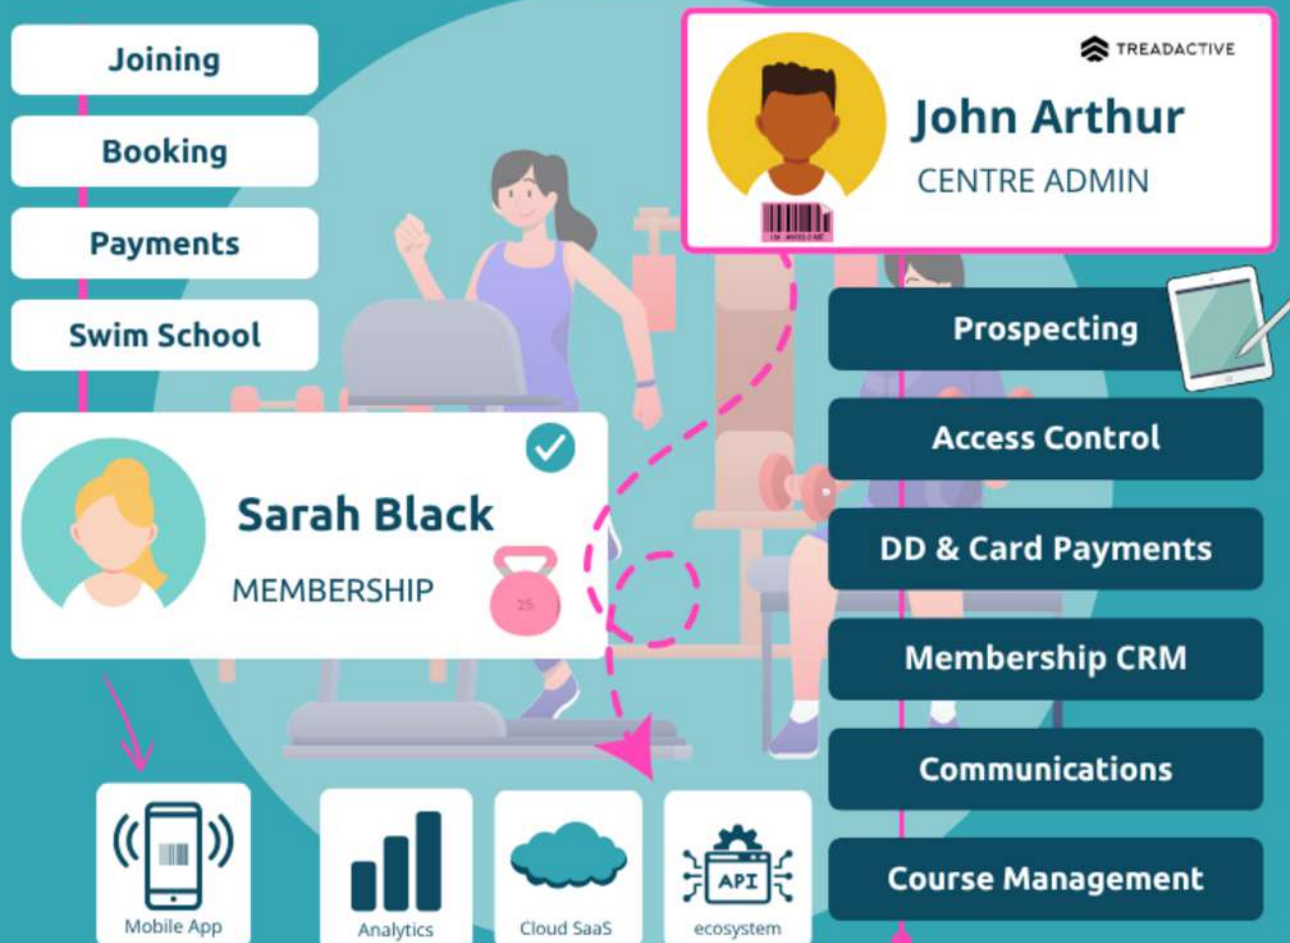 Joining
Booking
Payments
Swim School
Sarah Black
MEMBERSHIP
25
TREADACTIVE
John Arthur
CENTRE ADMIN
Prospecting
Access Control
DD & Card Payments
Membership CRM
Communications
Course Management
Mobile App
Analytics
Cloud SaaS
API
ecosystem